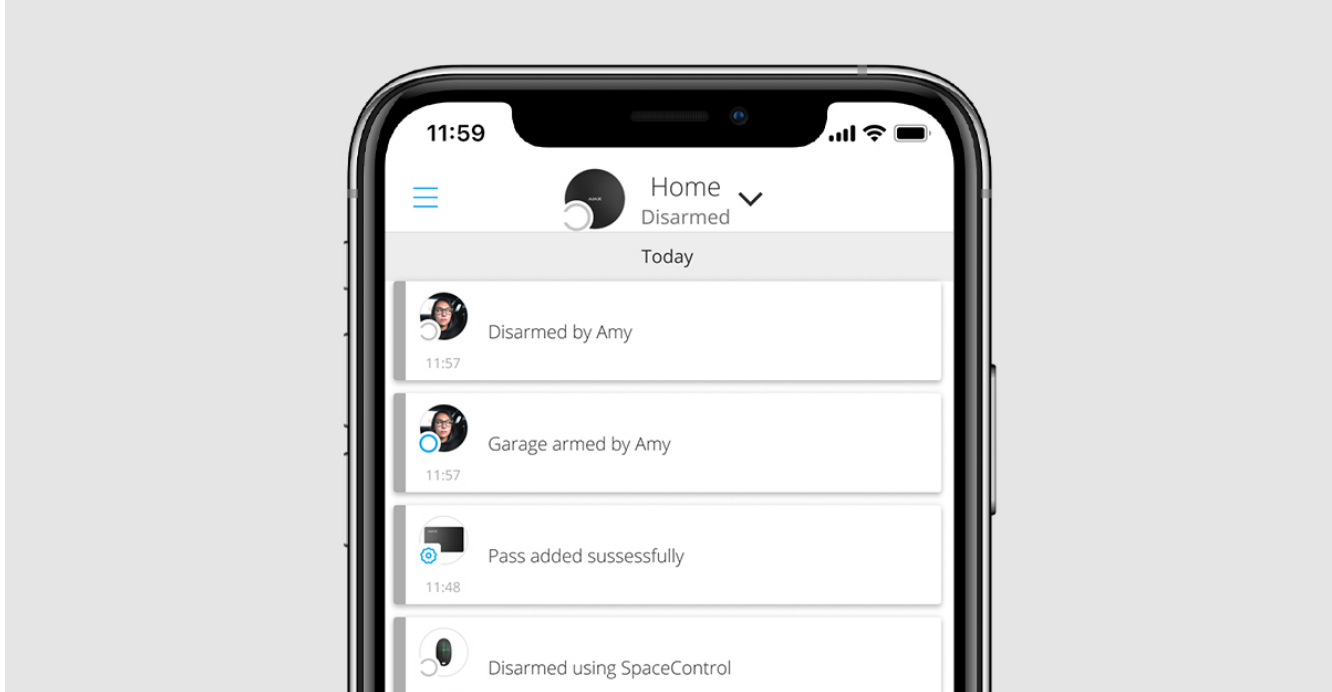 11:59
AJAX
Home
Disarmed
Today
Disarmed by Amy
11:57
Garage armed by Amy
11:57
Pass added sussessfully
11:48
Disarmed using SpaceControl